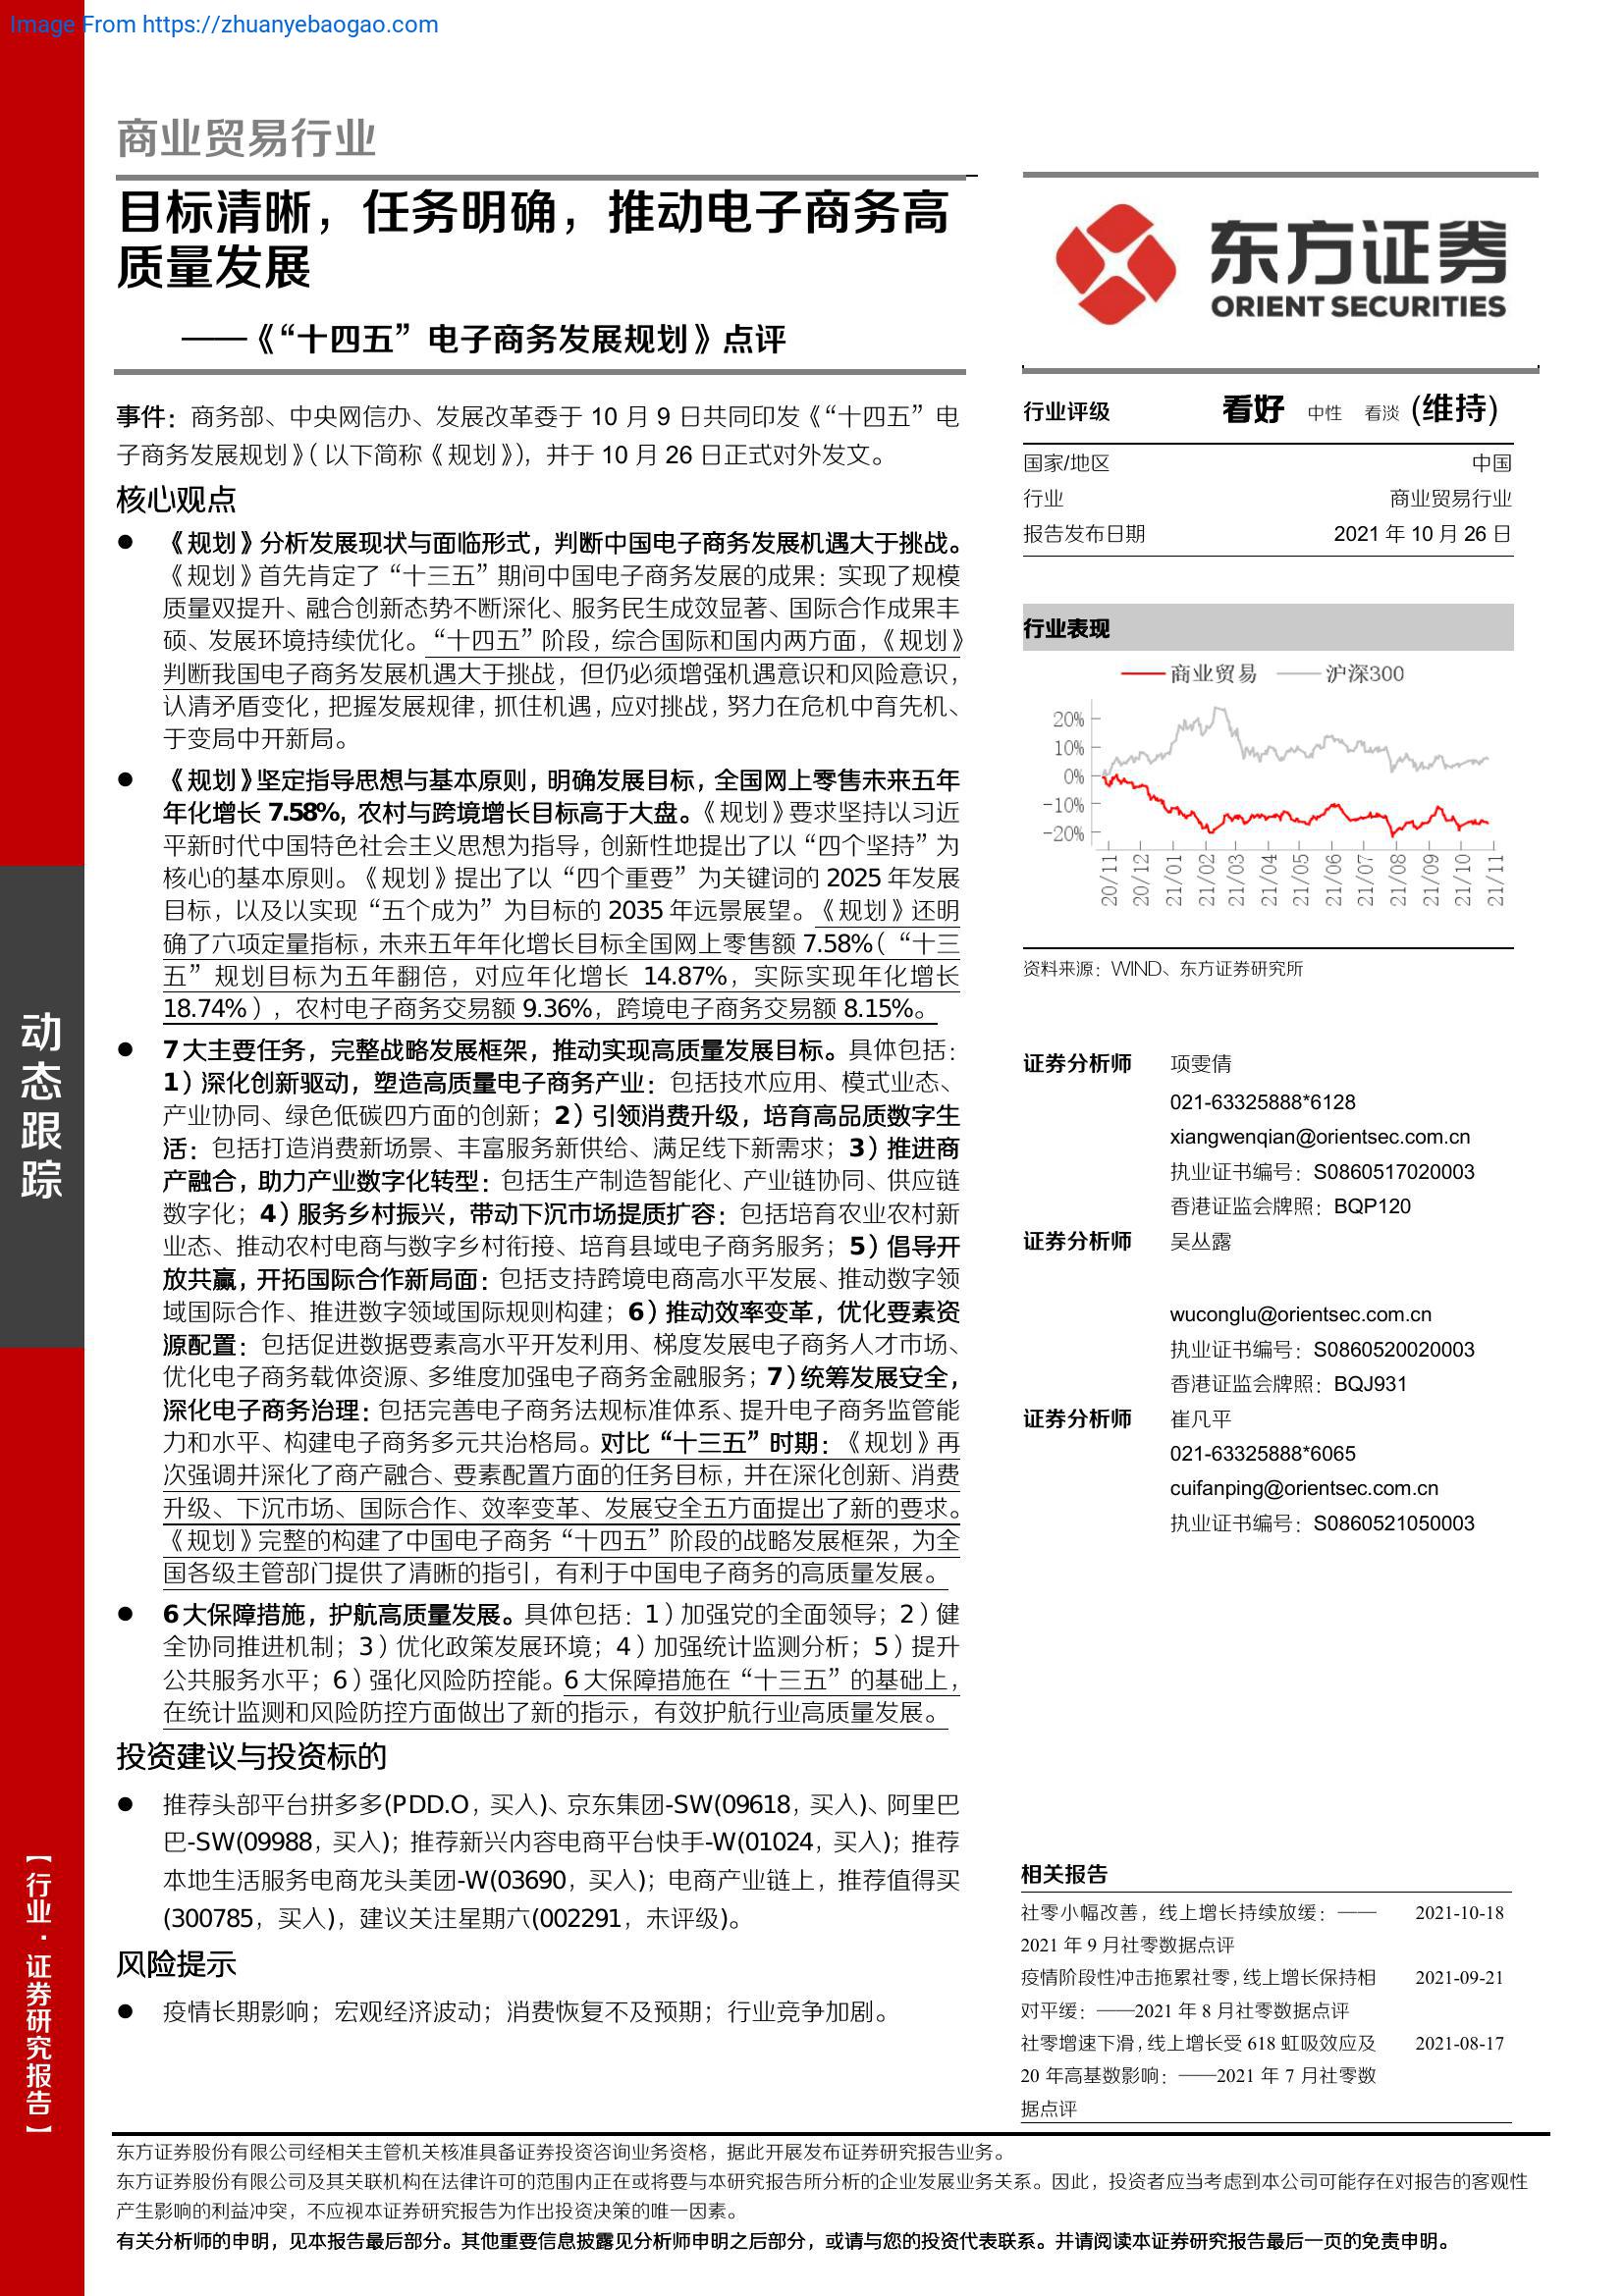 Image From https://zhuanyebaogao.com
商业贸易行业
目标清晰，任务明确，推动电子商务高
质量发展
——《“十四五”电子商务发展规划》点评
事件：商务部、中央网信办、发展改革委于 10 月 9 日共同印发《“十四五”电
子商务发展规划》（以下简称《规划》），并于 10 月 26 日正式对外发文。
核心观点
● 《规划》分析发展现状与面临形式，判断中国电子商务发展机遇大于挑战。
《规划》首先肯定了“十三五”期间中国电子商务发展的成果：实现了规模
质量双提升、融合创新态势不断深化、服务民生成效显著、国际合作成果丰
硕、发展环境持续优化。“十四五”阶段，综合国际和国内两方面，《规划》
判断我国电子商务发展机遇大于挑战，但仍必须增强机遇意识和风险意识，
认清矛盾变化，把握发展规律，抓住机遇，应对挑战，努力在危机中育先机、
于变局中开新局。
● 《规划》坚定指导思想与基本原则，明确发展目标，全国网上零售未来五年
年化增长 7.58%，农村与跨境增长目标高于大盘。《规划》要求坚持以习近
平新时代中国特色社会主义思想为指导，创新性地提出了以“四个坚持”为
核心的基本原则。《规划》提出了以“四个重要”为关键词的 2025 年发展
目标，以及以实现“五个成为”为目标的 2035 年远景展望。《规划》还明
确了六项定量指标，未来五年年化增长目标全国网上零售额 7.58%（“十三
五”规划目标为五年翻倍，对应年化增长 14.87%，实际实现年化增长
18.74%），农村电子商务交易额 9.36%，跨境电子商务交易额 8.15%。
● 7 大主要任务，完整战略发展框架，推动实现高质量发展目标。具体包括：
1）深化创新驱动，塑造高质量电子商务产业：包括技术应用、模式业态、
产业协同、绿色低碳四方面的创新；2）引领消费升级，培育高品质数字生
活：包括打造消费新场景、丰富服务新供给、满足线下新需求；3）推进商
产融合，助力产业数字化转型：包括生产制造智能化、产业链协同、供应链
数字化；4）服务乡村振兴，带动下沉市场提质扩容：包括培育农业农村新
业态、推动农村电商与数字乡村衔接、培育县域电子商务服务；5）倡导开
放共赢，开拓国际合作新局面：包括支持跨境电商高水平发展、推动数字领
域国际合作、推进数字领域国际规则构建；6）推动效率变革，优化要素资
源配置：包括促进数据要素高水平开发利用、梯度发展电子商务人才市场、
优化电子商务载体资源、多维度加强电子商务金融服务；7）统筹发展安全，
深化电子商务治理：包括完善电子商务法规标准体系、提升电子商务监管能
力和水平、构建电子商务多元共治格局。对比“十三五”时期：《规划》再
次强调并深化了商产融合、要素配置方面的任务目标，并在深化创新、消费
升级、下沉市场、国际合作、效率变革、发展安全五方面提出了新的要求。
《规划》完整的构建了中国电子商务“十四五”阶段的战略发展框架，为全
国各级主管部门提供了清晰的指引，有利于中国电子商务的高质量发展。
● 6 大保障措施，护航高质量发展。具体包括：1）加强党的全面领导；2）健
全协同推进机制；3）优化政策发展环境；4）加强统计监测分析；5）提升
公共服务水平；6）强化风险防控能。6 大保障措施在“十三五”的基础上，
在统计监测和风险防控方面做出了新的指示，有效护航行业高质量发展。
投资建议与投资标的
● 推荐头部平台拼多多(PDD.O，买入)、京东集团-SW(09618，买入)、阿里巴
巴-SW(09988，买入)；推荐新兴内容电商平台快手-W(01024，买入)；推荐
本地生活服务电商龙头美团-W(03690，买入)；电商产业链上，推荐值得买
(300785，买入)，建议关注星期六(002291，未评级)。
风险提示
● 疫情长期影响；宏观经济波动；消费恢复不及预期；行业竞争加剧。
东方证券
ORIENT SECURITIES
行业评级 看好 中性 看淡 (维持)
国家/地区 中国
行业 商业贸易行业
报告发布日期 2021 年 10 月 26 日
行业表现
商业贸易 沪深300
20%
10%
0%
-10%
-20%
20/11 20/12 21/01 21/02 21/03 21/04 21/05 21/06 21/07 21/08 21/09 21/10 21/11
资料来源：WIND、东方证券研究所
证券分析师 项雯倩
021-63325888*6128
xiangwenqian@orientsec.com.cn
执业证书编号：S0860517020003
香港证监会牌照：BQP120
证券分析师 吴丛露
wuconglu@orientsec.com.cn
执业证书编号：S0860520020003
香港证监会牌照：BQJ931
证券分析师 崔凡平
021-63325888*6065
cuifanping@orientsec.com.cn
执业证书编号：S0860521050003
相关报告
社零小幅改善，线上增长持续放缓：—— 2021-10-18
2021 年 9 月社零数据点评
疫情阶段性冲击拖累社零，线上增长保持相 2021-09-21
对平缓：——2021 年 8 月社零数据点评
社零增速下滑，线上增长受 618 虹吸效应及 2021-08-17
20 年高基数影响：——2021 年 7 月社零数
据点评
动态跟踪
【行业·证券研究报告】
东方证券股份有限公司经相关主管机关核准具备证券投资咨询业务资格，据此开展发布证券研究报告业务。
东方证券股份有限公司及其关联机构在法律许可的范围内正在或将要与本研究报告所分析的企业发展业务关系。因此，投资者应当考虑到本公司可能存在对报告的客观性
产生影响的利益冲突，不应视本证券研究报告为作出投资决策的唯一因素。
有关分析师的申明，见本报告最后部分。其他重要信息披露见分析师申明之后部分，或请与您的投资代表联系。并请阅读本证券研究报告最后一页的免责申明。